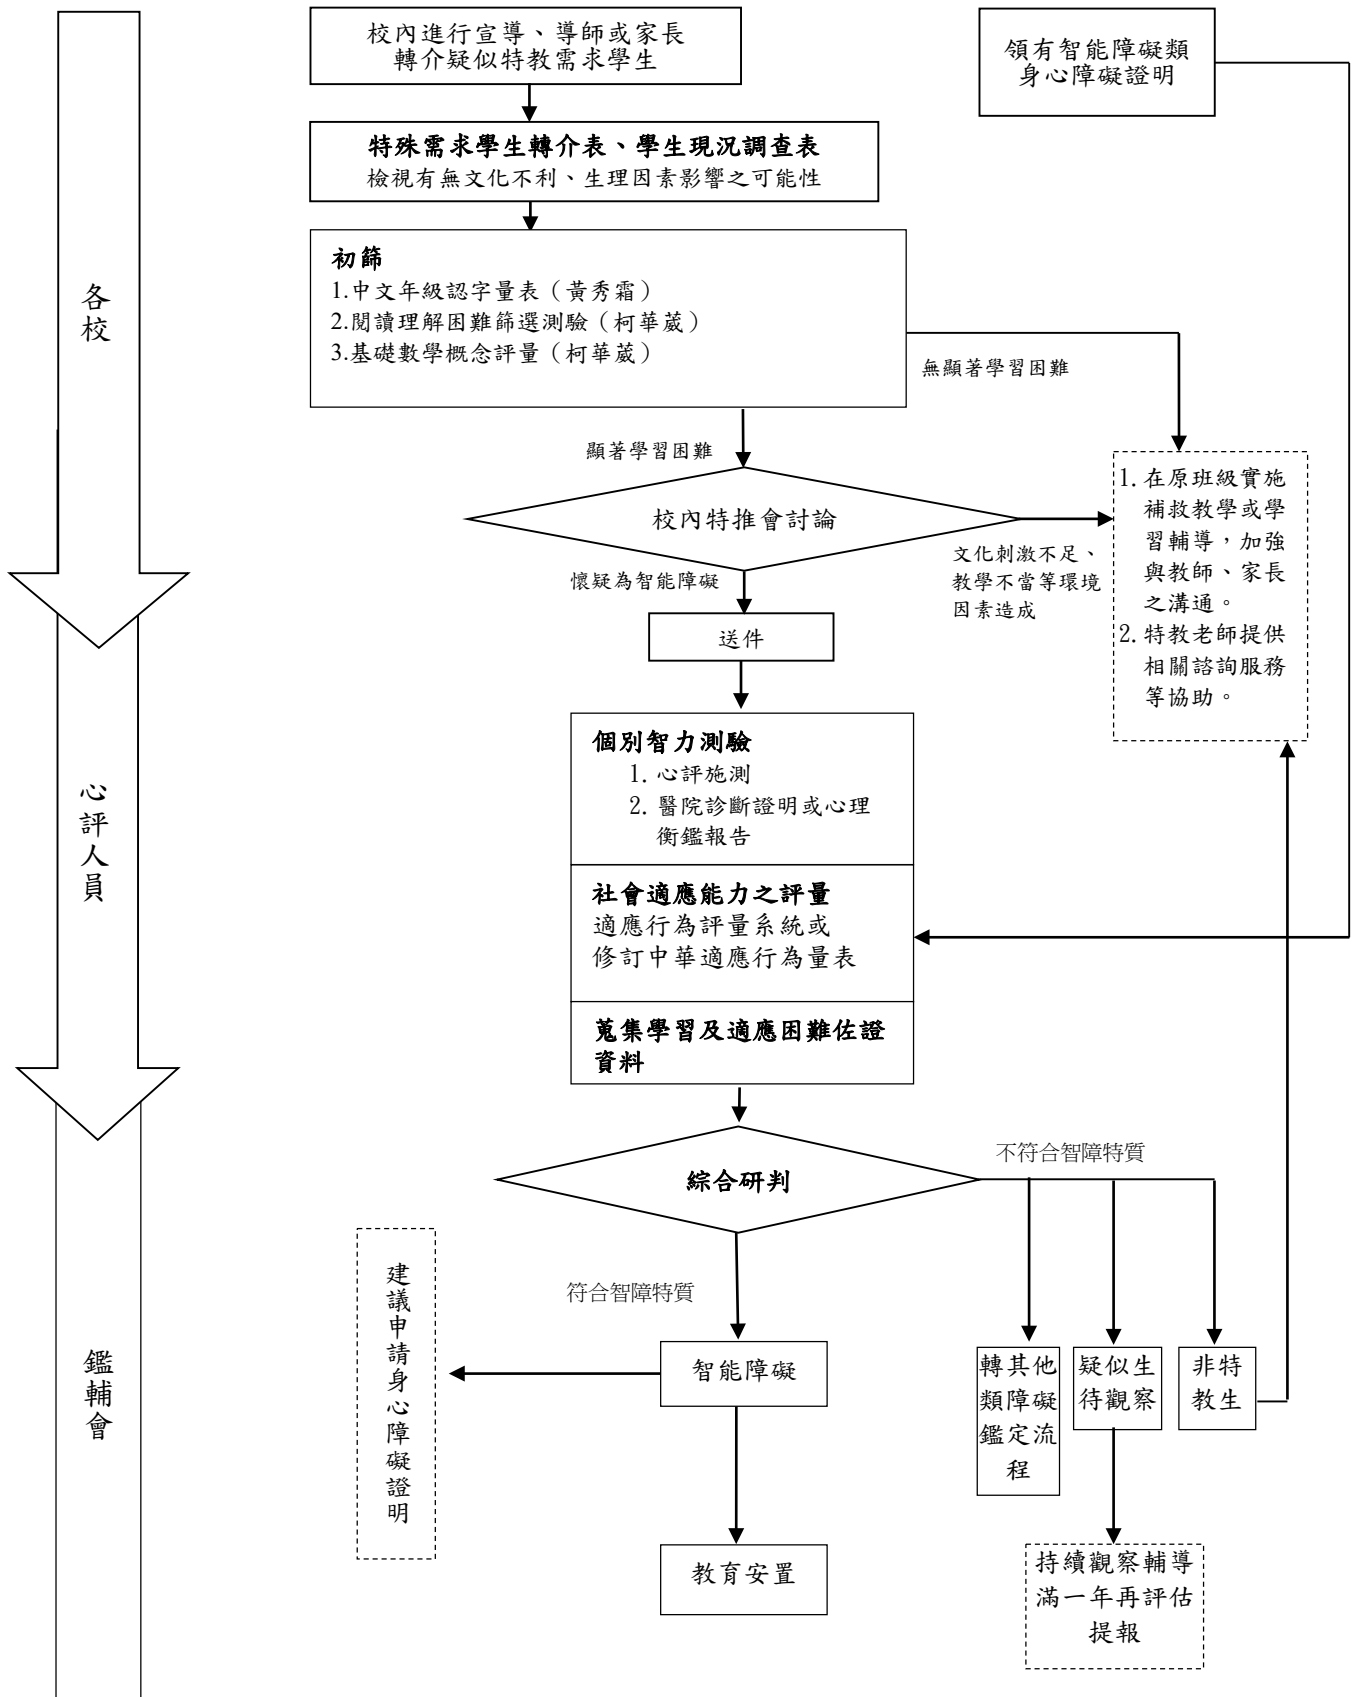 校內進行宣導、導師或家長
轉介疑似特教需求學生
領有智能障礙類
身心障礙證明
特殊需求學生轉介表、學生現況調查表
檢視有無文化不利、生理因素影響之可能性
初篩
1.中文年級認字量表（黃秀霜）
2.閱讀理解困難篩選測驗（柯華葳）
3.基礎數學概念評量（柯華葳）
各校
無顯著學習困難
顯著學習困難
校內特推會討論
文化刺激不足、
教學不當等環境
因素造成
懷疑為智能障礙
1. 在原班級實施
補救教學或學
習輔導，加強
與教師、家長
之溝通。
2. 特教老師提供
相關諮詢服務
等協助。
送件
心評人員
個別智力測驗
1. 心評施測
2. 醫院診斷證明或心理
衡鑑報告
社會適應能力之評量
適應行為評量系統或
修訂中華適應行為量表
蒐集學習及適應困難佐證
資料
綜合研判
不符合智障特質
符合智障特質
鑑輔會
建議申請身心障礙證明
智能障礙
轉其他
類障礙
鑑定流
程
疑似生
待觀察
非特
教生
教育安置
持續觀察輔導
滿一年再評估
提報